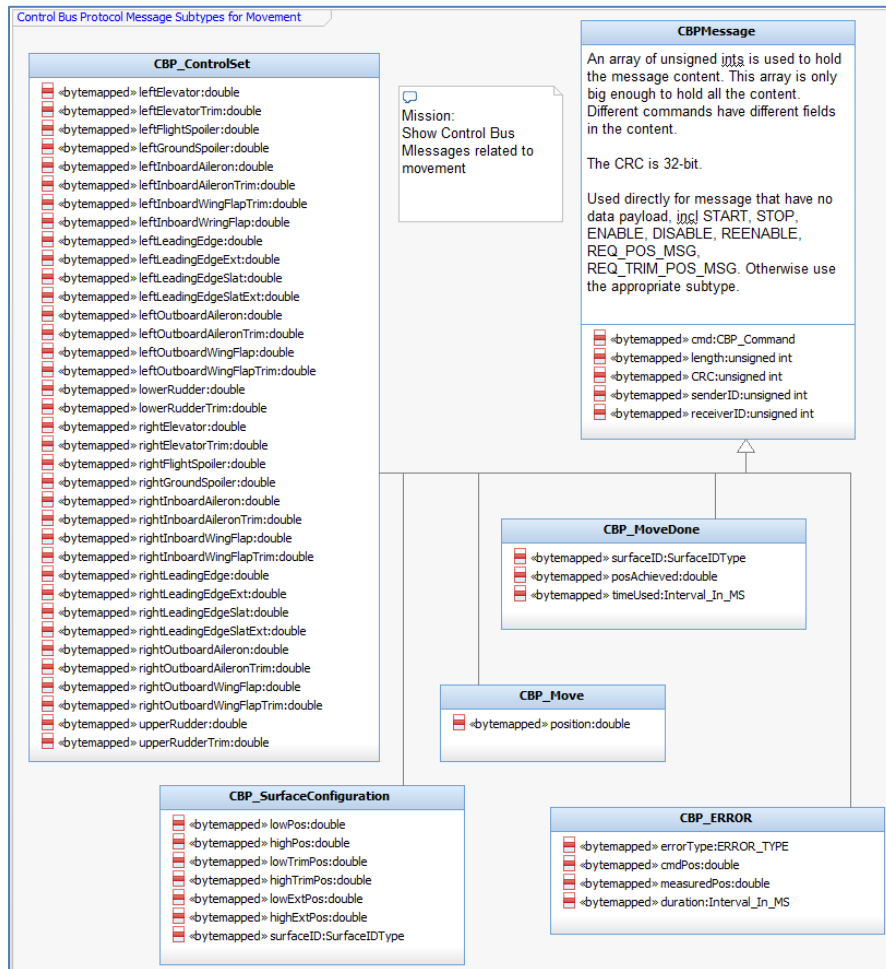 Control Bus Protocol Message Subtypes for Movement
CBP_ControlSet
«bytemapped» leftElevator:double
«bytemapped» leftElevatorTrim:double
«bytemapped» leftFlightSpoiler:double
«bytemapped» leftGroundSpoiler:double
«bytemapped» leftInboardAileron:double
«bytemapped» leftInboardAileronTrim:double
«bytemapped» leftInboardWingFlapTrim:double
«bytemapped» leftInboardWringFlap:double
«bytemapped» leftLeadingEdge:double
«bytemapped» leftLeadingEdgeExt:double
«bytemapped» leftLeadingEdgeSlat:double
«bytemapped» leftLeadingEdgeSlatExt:double
«bytemapped» leftOutboardAileron:double
«bytemapped» leftOutboardAileronTrim:double
«bytemapped» leftOutboardWingFlap:double
«bytemapped» leftOutboardWingFlapTrim:double
«bytemapped» lowerRudder:double
«bytemapped» lowerRudderTrim:double
«bytemapped» rightElevator:double
«bytemapped» rightElevatorTrim:double
«bytemapped» rightFlightSpoiler:double
«bytemapped» rightGroundSpoiler:double
«bytemapped» rightInboardAileron:double
«bytemapped» rightInboardAileronTrim:double
«bytemapped» rightInboardWingFlap:double
«bytemapped» rightInboardWingFlapTrim:double
«bytemapped» rightLeadingEdge:double
«bytemapped» rightLeadingEdgeExt:double
«bytemapped» rightLeadingEdgeSlat:double
«bytemapped» rightLeadingEdgeSlatExt:double
«bytemapped» rightOutboardAileron:double
«bytemapped» rightOutboardAileronTrim:double
«bytemapped» rightOutboardWingFlap:double
«bytemapped» rightOutboardWingFlapTrim:double
«bytemapped» upperRudder:double
«bytemapped» upperRudderTrim:double
Mission:
Show Control Bus
Mlessages related to
movement
CBPMessage
An array of unsigned ints is used to hold
the message content. This array is only
big enough to hold all the content.
Different commands have different fields
in the content.
The CRC is 32-bit.
Used directly for message that have no
data payload, incl START, STOP,
ENABLE, DISABLE, REENABLE,
REQ_POS_MSG,
REQ_TRIM_POS_MSG. Otherwise use
the appropriate subtype.
«bytemapped» cmd:CBP_Command
«bytemapped» length:unsigned int
«bytemapped» CRC:unsigned int
«bytemapped» senderID:unsigned int
«bytemapped» receiverID:unsigned int
CBP_MoveDone
«bytemapped» surfaceID:SurfaceIDType
«bytemapped» posAchieved:double
«bytemapped» timeUsed:Interval_In_MS
CBP_Move
«bytemapped» position:double
CBP_SurfaceConfiguration
«bytemapped» lowPos:double
«bytemapped» highPos:double
«bytemapped» lowTrimPos:double
«bytemapped» highTrimPos:double
«bytemapped» lowExtPos:double
«bytemapped» highExtPos:double
«bytemapped» surfaceID:SurfaceIDType
CBP_ERROR
«bytemapped» errorType:ERROR_TYPE
«bytemapped» cmdPos:double
«bytemapped» measuredPos:double
«bytemapped» duration:Interval_In_MS